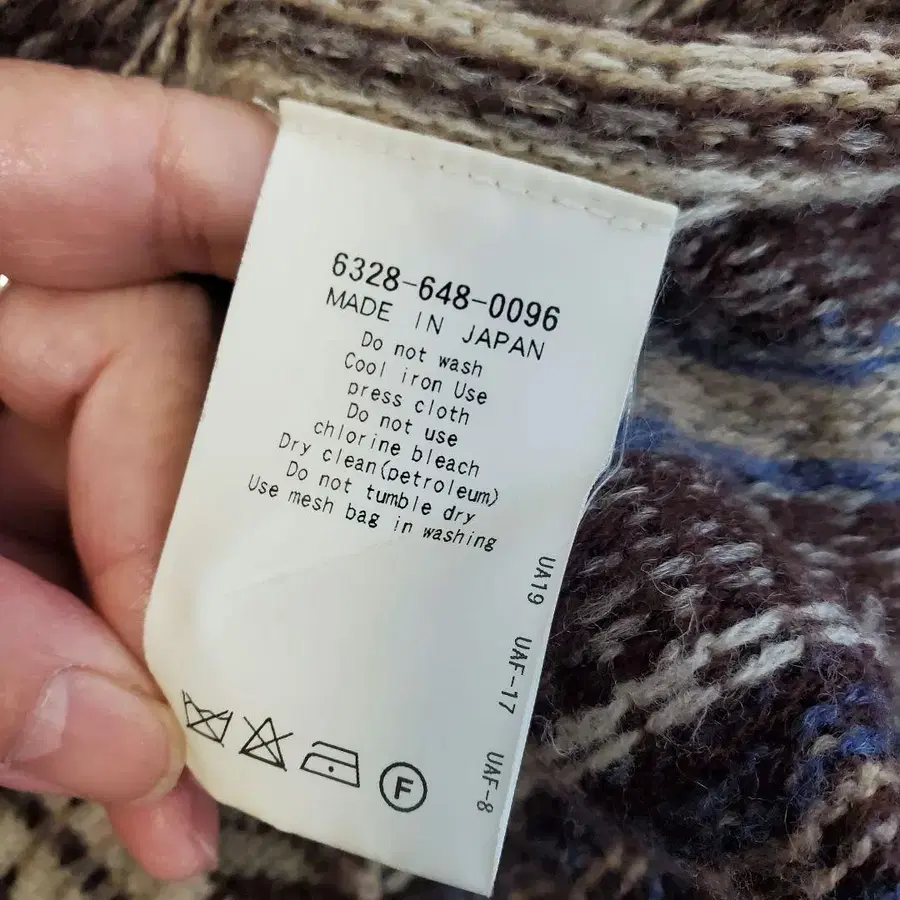 6328-648-0096
MADE IN JAPAN
Do not wash
Cool iron Use
press cloth
Do not use
chlorine bleach
Dry clean(petroleum)
Do not tumble dry
Use mesh bag in washing
UA19 UAF-17 UAF-8
F